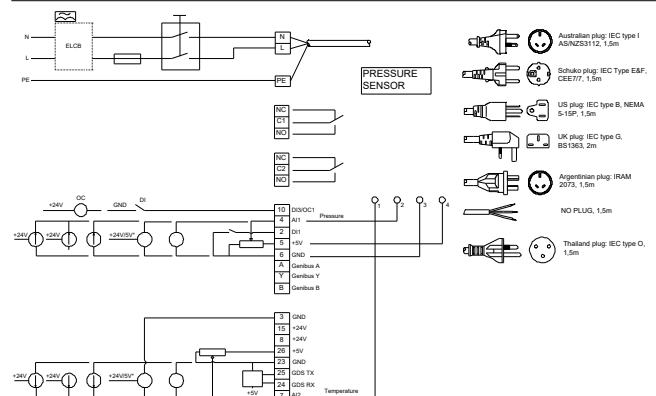 N
ELCB
L
PE
N
L
PE
PRESSURE
SENSOR
NC
C1
NO
NC
C2
NO
OC
+24V
GND
DI
+24V
+24V
+24V/5V*
10 DI3/OC1
4 AI1
Pressure
2 DI1
5 +5V
6 GND
A Genibus A
Y Genibus Y
B Genibus B
1
2
3
4
3 GND
15 +24V
8 +24V
26 +5V
23 GND
25 GDS TX
24 GDS RX
7 AI2
Temperature
+5V
+24V
+24V
+24V/5V*
Australian plug: IEC type I
AS/NZS3112, 1,5m
Schuko plug: IEC Type E&F,
CEE7/7, 1,5m
US plug: IEC type B, NEMA
5-15P, 1,5m
UK plug: IEC type G,
BS1363, 2m
Argentinian plug: IRAM
2073, 1,5m
NO PLUG, 1,5m
Thailand plug: IEC type O,
1,5m